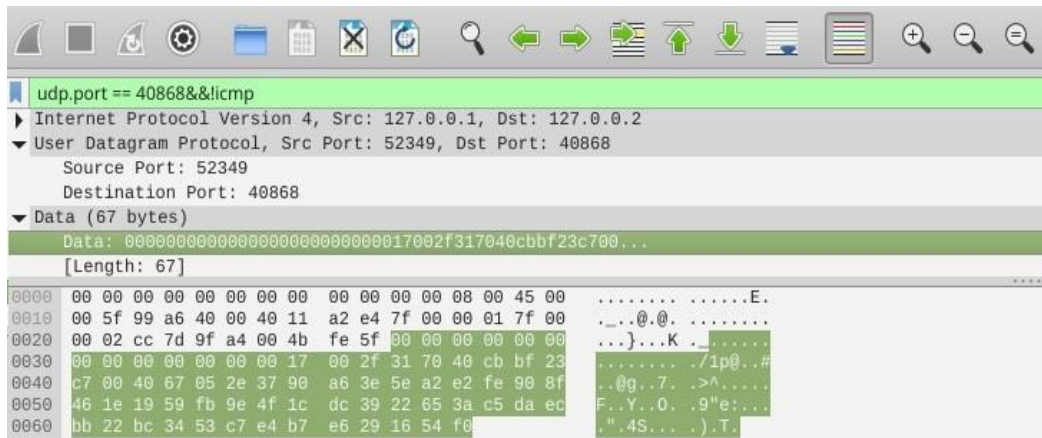 udp.port == 40868&&!icmp
Internet Protocol Version 4, Src: 127.0.0.1, Dst: 127.0.0.2
User Datagram Protocol, Src Port: 52349, Dst Port: 40868
Source Port: 52349
Destination Port: 40868
Data (67 bytes)
Data: 00000000000000000000000000017002f317040cbbf23c700...
[Length: 67]
0000 00 00 00 00 00 00 00 00 00 00 00 00 08 00 45 00 ........ ......E.
0010 00 5f 99 a6 40 00 40 11 a2 e4 7f 00 00 01 7f 00 ._..@.@. ........
0020 00 02 cc 7d 9f a4 00 4b fe 5f 00 00 00 00 00 00 ...}...K ._......
0030 00 00 00 00 00 00 00 17 00 2f 31 70 40 cb bf 23 ........ ./1p@..#
0040 c7 00 40 67 05 2e 37 90 a6 3e 5e a2 e2 fe 90 8f ..@g..7. .>^.....
0050 46 1e 19 59 fb 9e 4f 1c dc 39 22 65 3a c5 da ec F..Y..O. .9"e:...
0060 bb 22 bc 34 53 c7 e4 b7 e6 29 16 54 f0 .".4S... .).T.